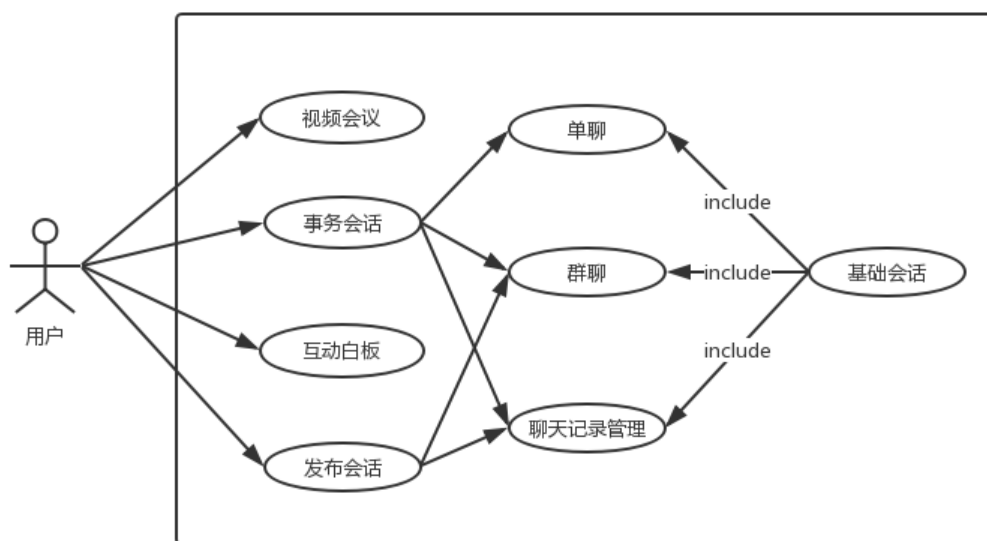 视频会议
单聊
include
事务会话
用户
群聊
include
基础会话
互动白板
include
聊天记录管理
发布会话